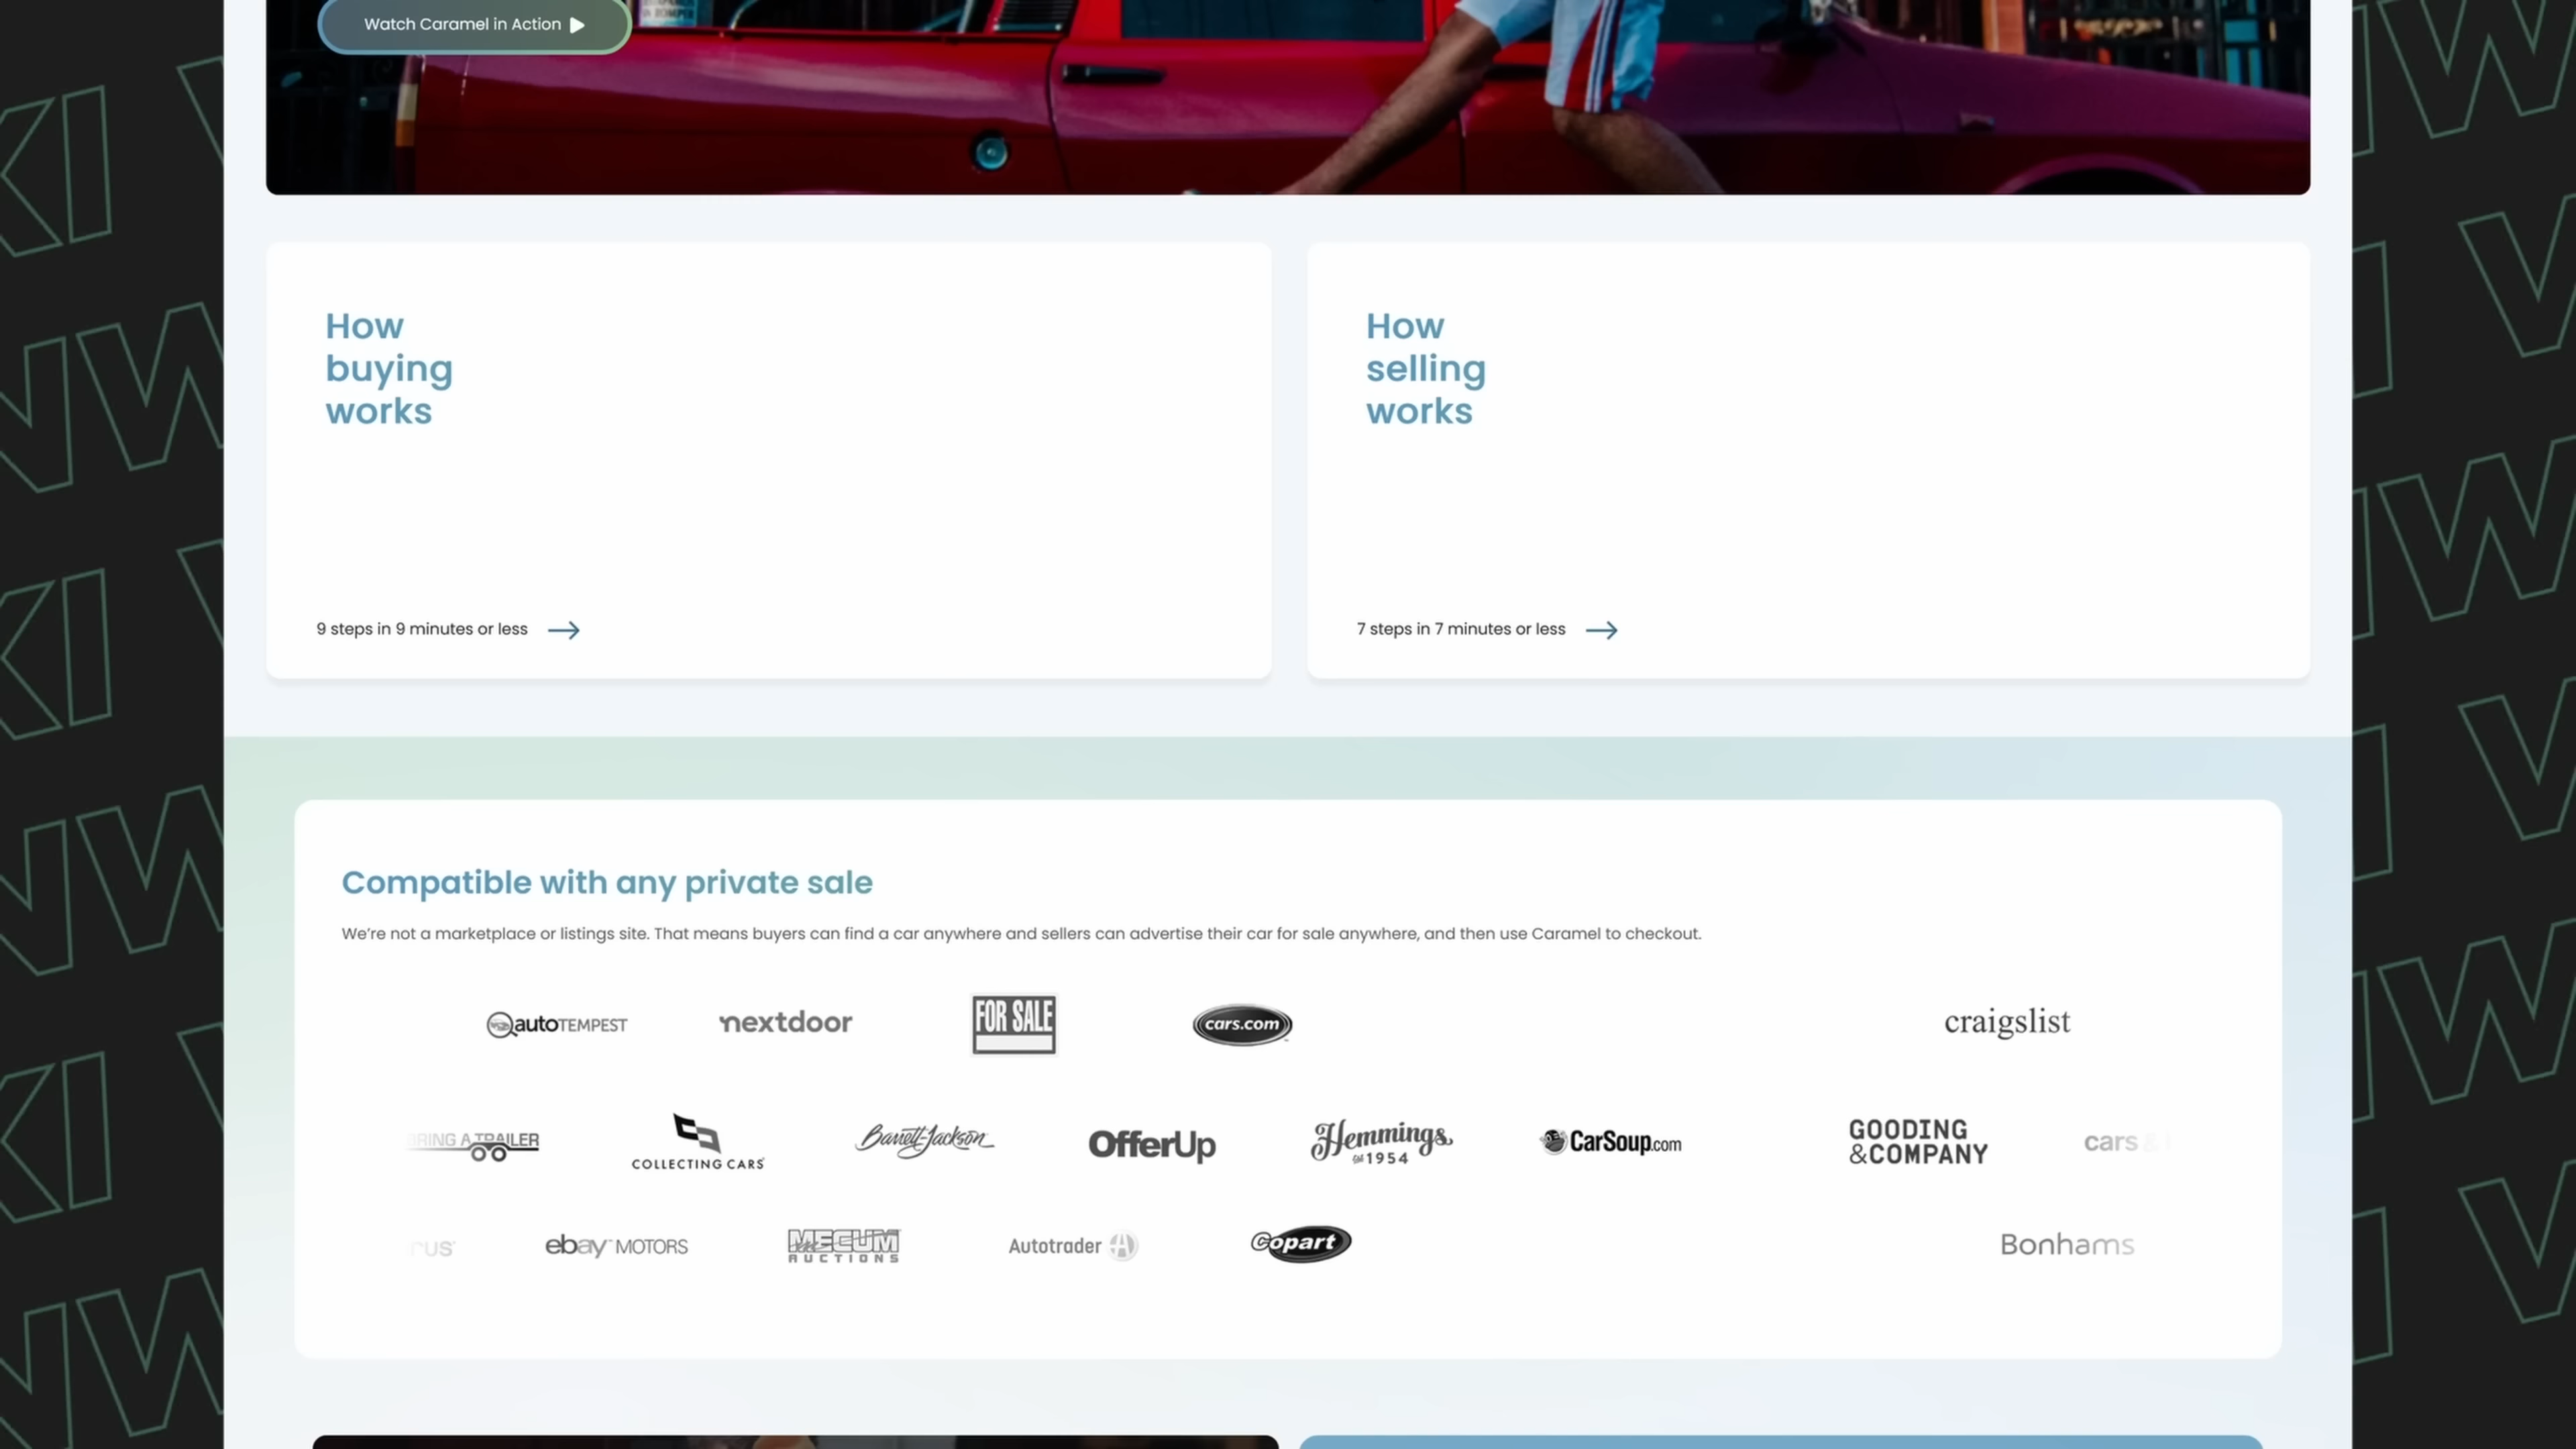 Watch Caramel in Action
How
buying
works
9 steps in 9 minutes or less
How
selling
works
7 steps in 7 minutes or less
Compatible with any private sale
We're not a marketplace or listings site. That means buyers can find a car anywhere and sellers can advertise their car for sale anywhere, and then use Caramel to checkout.
autoTEMPEST
nextdoor
FOR SALE
cars.com
craigslist
RING A TRAILER
COLLECTING CARS
Barrett-Jackson
OfferUp
Hemmings
Est 1954
CarSoup.com
GOODING
&COMPANY
cars &
rus
ebay MOTORS
MECUM
AUCTIONS
Autotrader
Copart
Bonhams